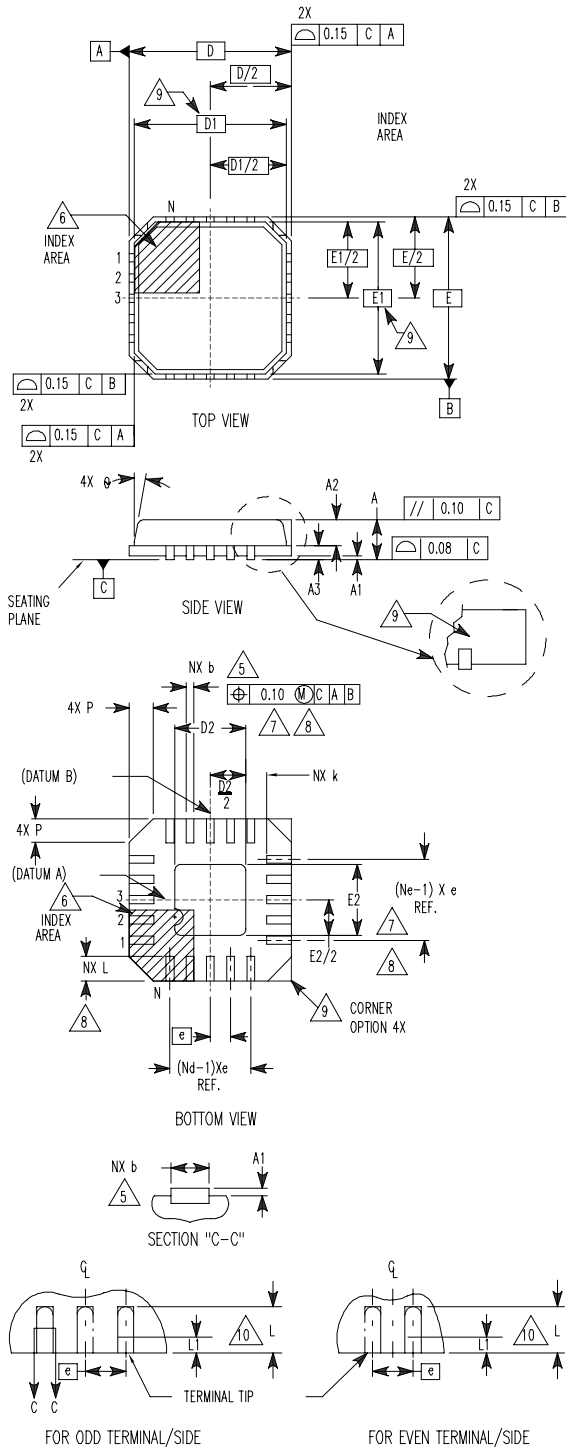 2X
0.15 C A
A
D
D/2
9
D1
INDEX
AREA
D1/2
2X
0.15 C B
N
6
INDEX
AREA
1
2
3
E1/2
E/2
E1
E
9
0.15 C B
2X
B
0.15 C A
2X
TOP VIEW
4X θ
A2
A
// 0.10 C
0.08 C
A3
A1
C
SEATING
PLANE
SIDE VIEW
9
NX b
5
4X P
0.10 M C A B
D2
7
8
(DATUM B)
D2
2
NX k
4X P
(DATUM A)
6
INDEX
AREA
3
2
1
E2
(Ne-1) X e
REF.
7
8
E2/2
NX L
8
N
9
CORNER
OPTION 4X
e
(Nd-1)Xe
REF.
BOTTOM VIEW
NX b
5
A1
SECTION "C-C"
CL
CL
L
10
L1
e
L
10
L1
e
C C
TERMINAL TIP
FOR ODD TERMINAL/SIDE
FOR EVEN TERMINAL/SIDE